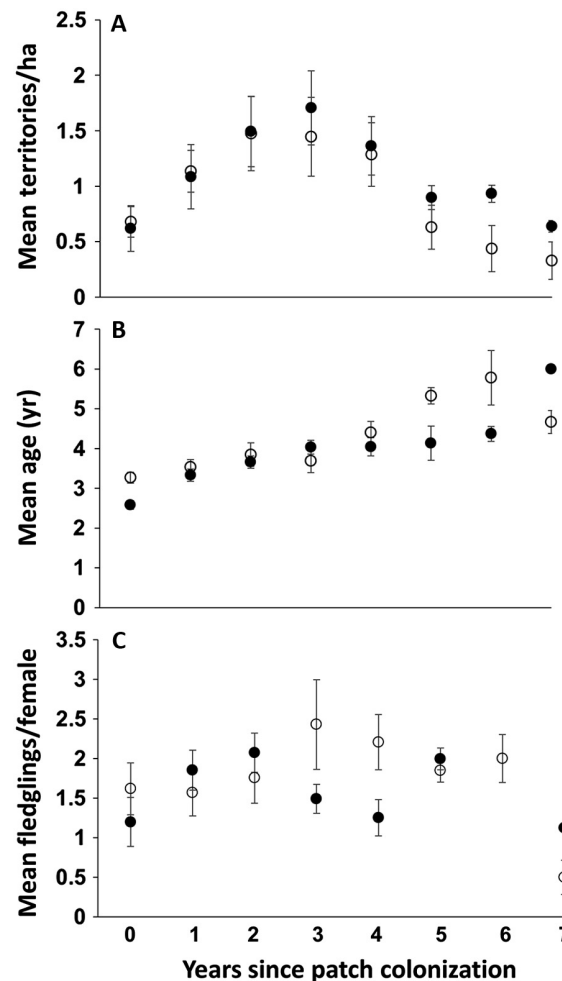 A
2.5
2
1.5
1
0.5
0
Mean territories/ha
B
7
6
5
4
3
2
1
0
Mean age (yr)
C
3.5
3
2.5
2
1.5
1
0.5
0
Mean fledglings/female
0 1 2 3 4 5 6 7
Years since patch colonization